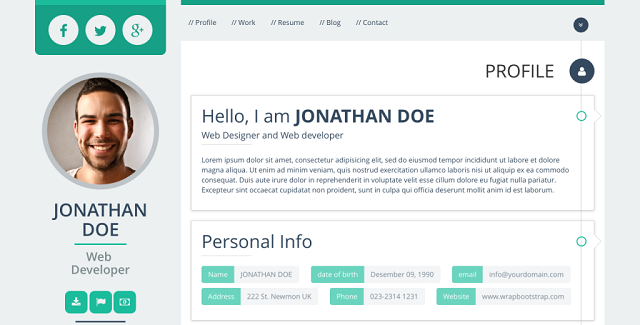 // Profile // Work // Resume // Blog // Contact
PROFILE
JONATHAN
DOE
Web
Developer
Hello, I am JONATHAN DOE
Web Designer and Web developer
Lorem ipsum dolor sit amet, consectetur adipisicing elit, sed do eiusmod tempor incididunt ut labore et dolore
magna aliqua. Ut enim ad minim veniam, quis nostrud exercitation ullamco laboris nisi ut aliquip ex ea commodo
consequat. Duis aute irure dolor in reprehenderit in voluptate velit esse cillum dolore eu fugiat nulla pariatur.
Excepteur sint occaecat cupidatat non proident, sunt in culpa qui officia deserunt mollit anim id est laborum.
Personal Info
Name JONATHAN DOE date of birth Desember 09, 1990 email info@yourdomain.com
Address 222 St. Newmon UK Phone 023-2314 1231 Website www.wrapbootstrap.com